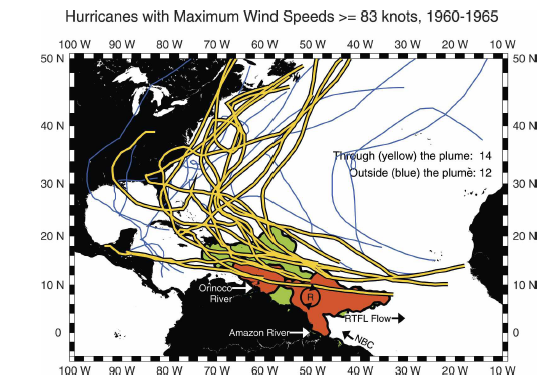 Hurricanes with Maximum Wind Speeds >= 83 knots, 1960-1965
100 W 90 W 80 W 70 W 60 W 50 W 40 W 30 W 20 W 10 W
50 N 50 N
40 N 40 N
Through (yellow) the plume: 14
Outside (blue) the plume: 12
30 N 30 N
20 N 20 N
10 N 10 N
Orinoco
River
R
RTFL Flow
Amazon River
NBC
0 0
100 W 90 W 80 W 70 W 60 W 50 W 40 W 30 W 20 W 10 W